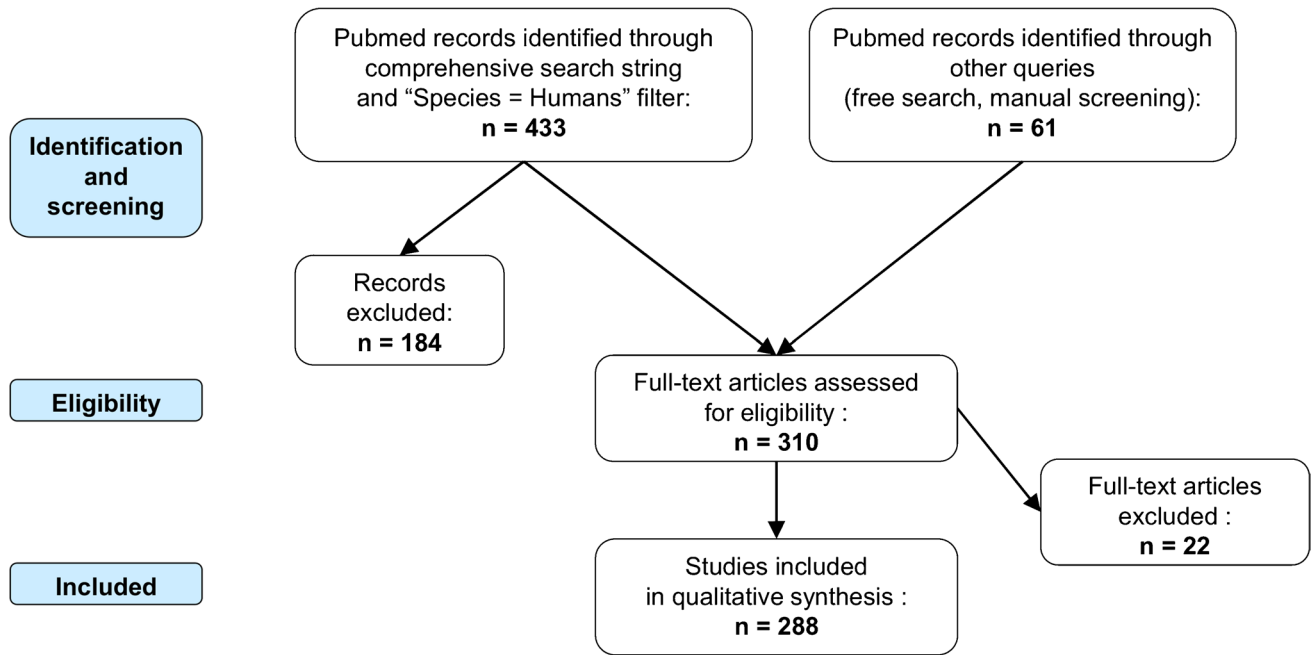 Pubmed records identified through
comprehensive search string
and “Species = Humans” filter:
n = 433
Pubmed records identified through
other queries
(free search, manual screening):
n = 61
Identification
and
screening
Records
excluded:
n = 184
Full-text articles assessed
for eligibility :
n = 310
Eligibility
Full-text articles
excluded :
n = 22
Included
Studies included
in qualitative synthesis :
n = 288